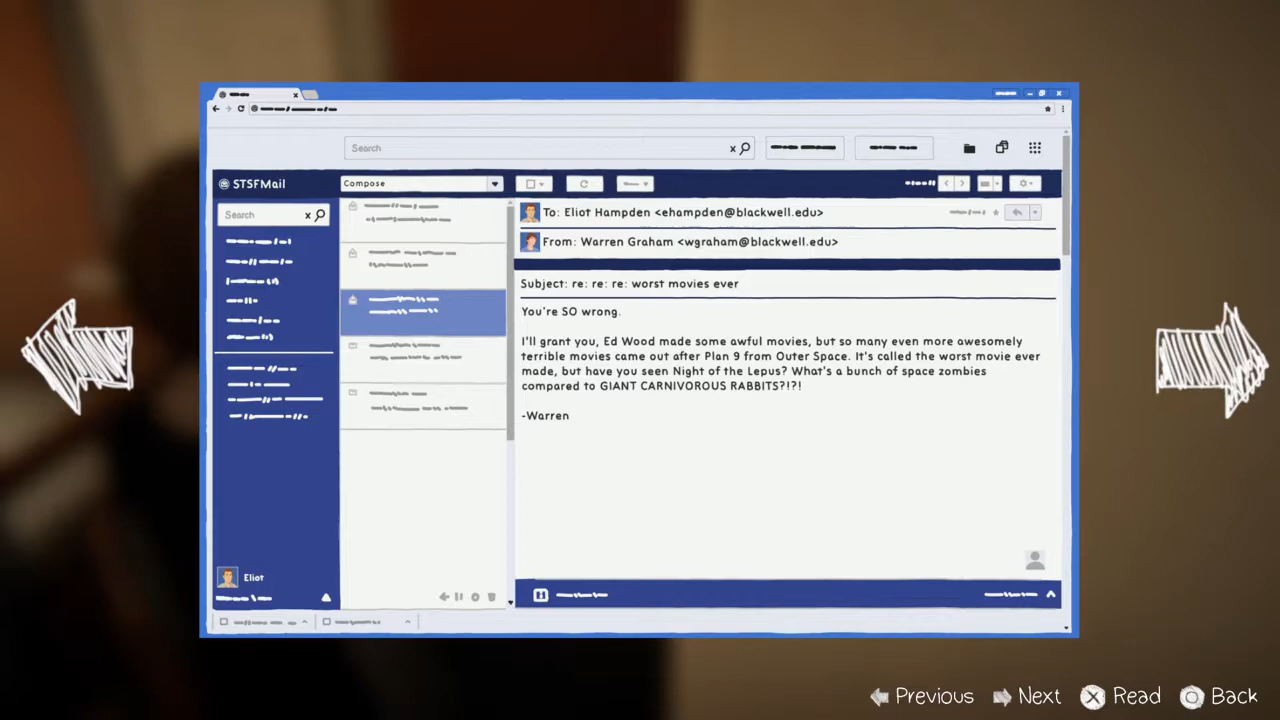 Search
STSFMail
Compose
Search
To: Eliot Hampden <ehampden@blackwell.edu>
From: Warren Graham <wgraham@blackwell.edu>
Subject: re: re: re: worst movies ever
You're SO wrong.
I'll grant you, Ed Wood made some awful movies, but so many even more awesomely
terrible movies came out after Plan 9 from Outer Space. It's called the worst movie ever
made, but have you seen Night of the Lepus? What's a bunch of space zombies
compared to GIANT CARNIVOROUS RABBITS?!?!
-Warren
Eliot
Previous Next Read Back